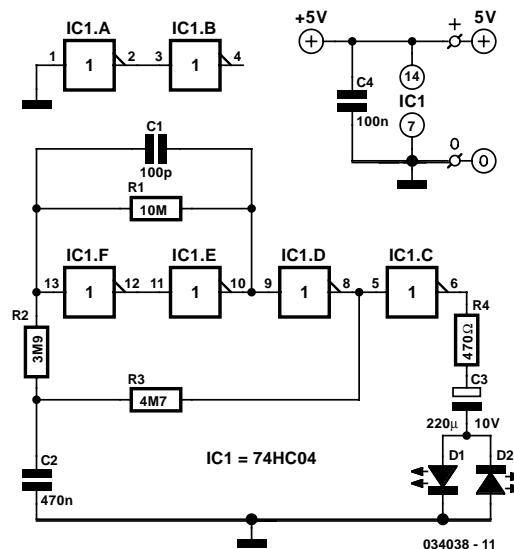 IC1.A IC1.B
1 1 2 3 1 4
+5V + 5V
C4
100n
14
IC1
7
0 0
C1
100p
R1
10M
IC1.F IC1.E IC1.D IC1.C
13 1 12 11 1 10 9 1 8 5 1 6
R2
3M9
R3
4M7
R4
470Ω
C3
220µ 10V
C2
470n
IC1 = 74HC04
D1 D2
034038 - 11